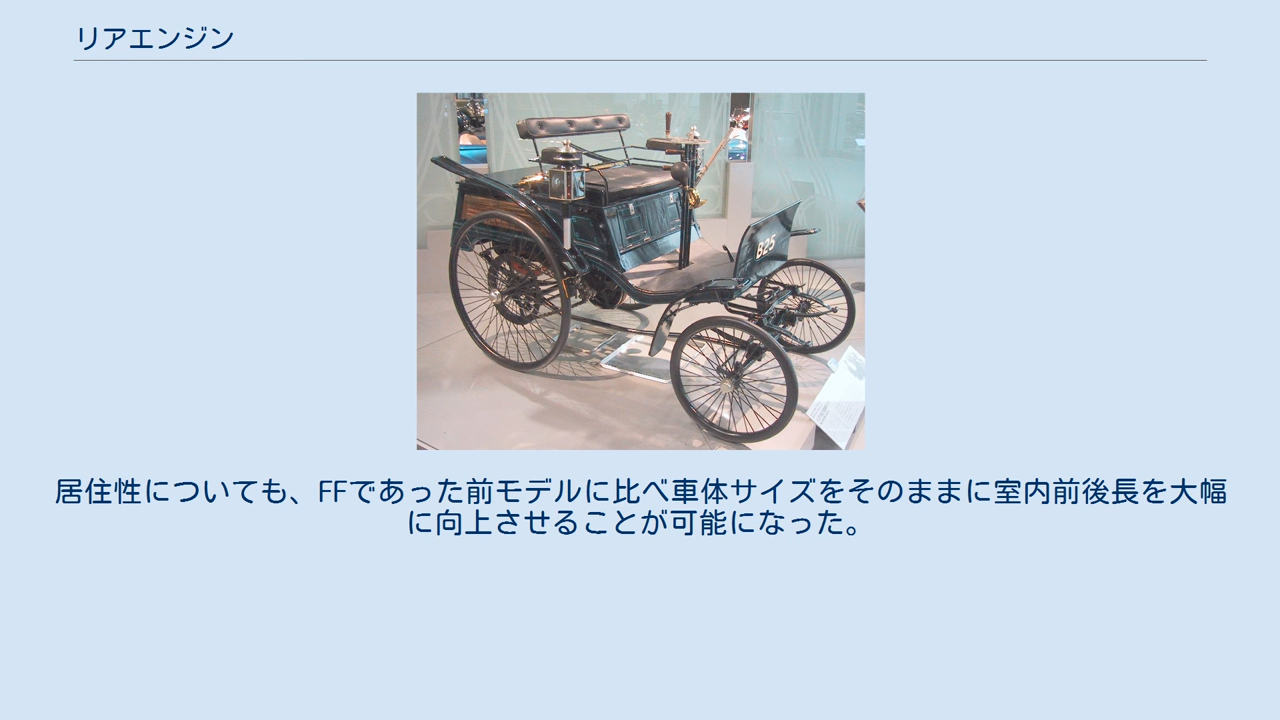 リアエンジン
B25
居住性についても、FFであった前モデルに比べ車体サイズをそのままに室内前後長を大幅
に向上させることが可能になった。